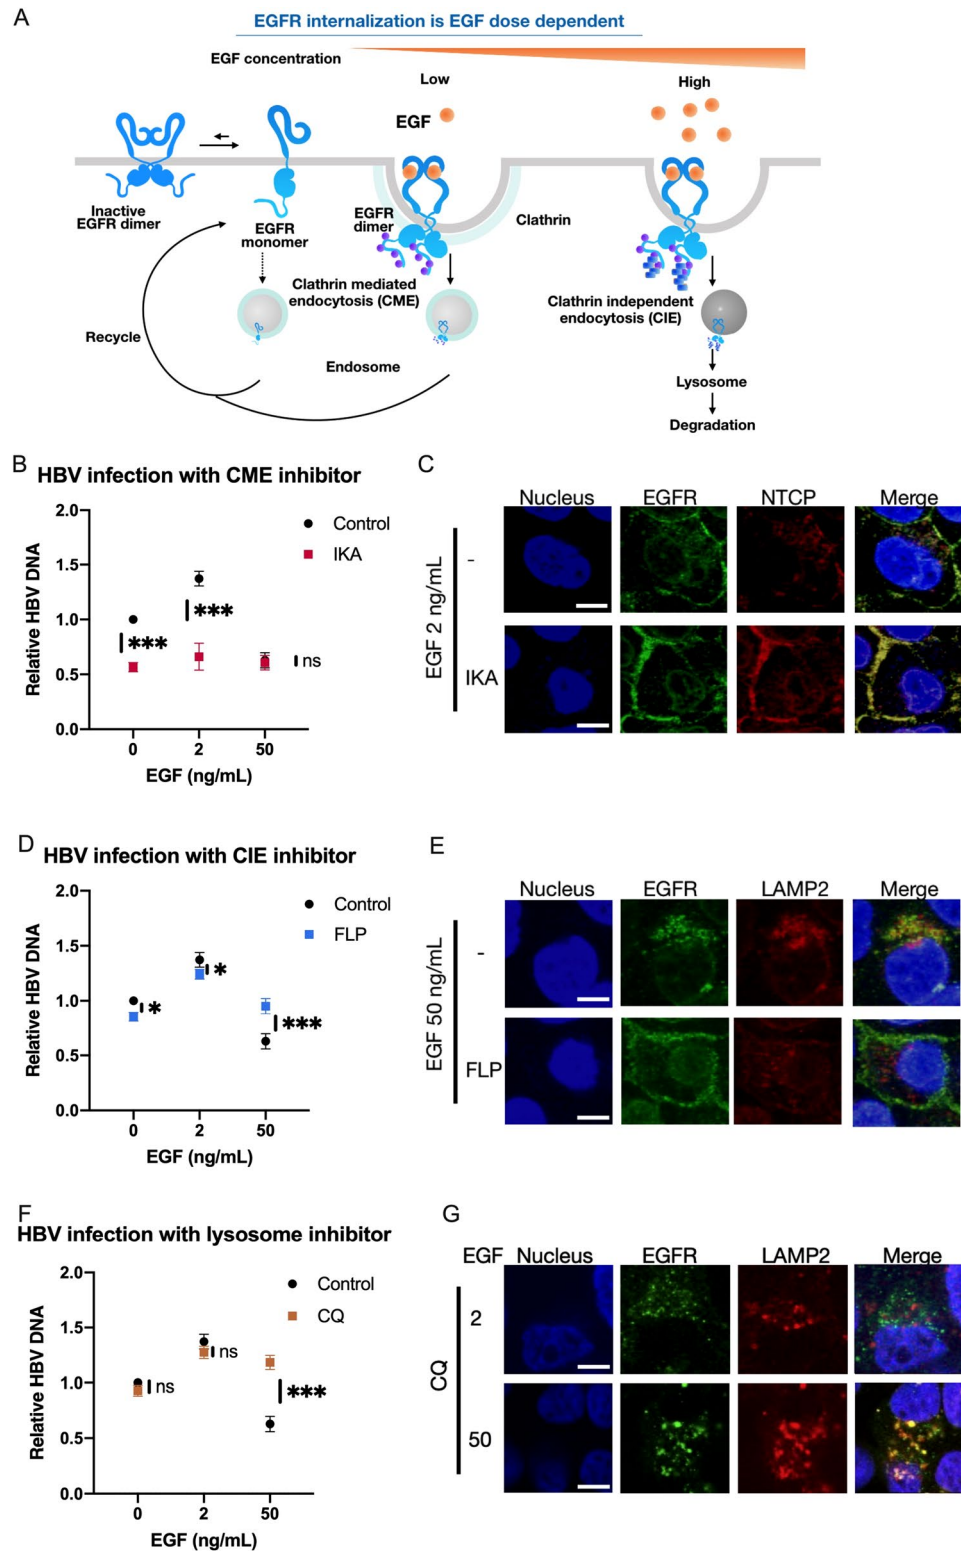 A
EGFR internalization is EGF dose dependent
EGF concentration
Low
High
EGF
Inactive
EGFR dimer
EGFR
monomer
EGFR
dimer
Clathrin
Clathrin mediated
endocytosis (CME)
Clathrin independent
endocytosis (CIE)
Recycle
Endosome
Lysosome
Degradation
B
HBV infection with CME inhibitor
Relative HBV DNA
2.0
1.5
1.0
0.5
0.0
Control
IKA
***
***
ns
0 2 50
EGF (ng/mL)
C
Nucleus EGFR NTCP Merge
EGF 2 ng/mL
-
IKA
D
HBV infection with CIE inhibitor
Relative HBV DNA
2.0
1.5
1.0
0.5
0.0
Control
FLP
*
*
***
0 2 50
EGF (ng/mL)
E
Nucleus EGFR LAMP2 Merge
EGF 50 ng/mL
-
FLP
F
HBV infection with lysosome inhibitor
Relative HBV DNA
2.0
1.5
1.0
0.5
0.0
Control
CQ
ns
ns
***
0 2 50
EGF (ng/mL)
G
EGF Nucleus EGFR LAMP2 Merge
CQ
2
50